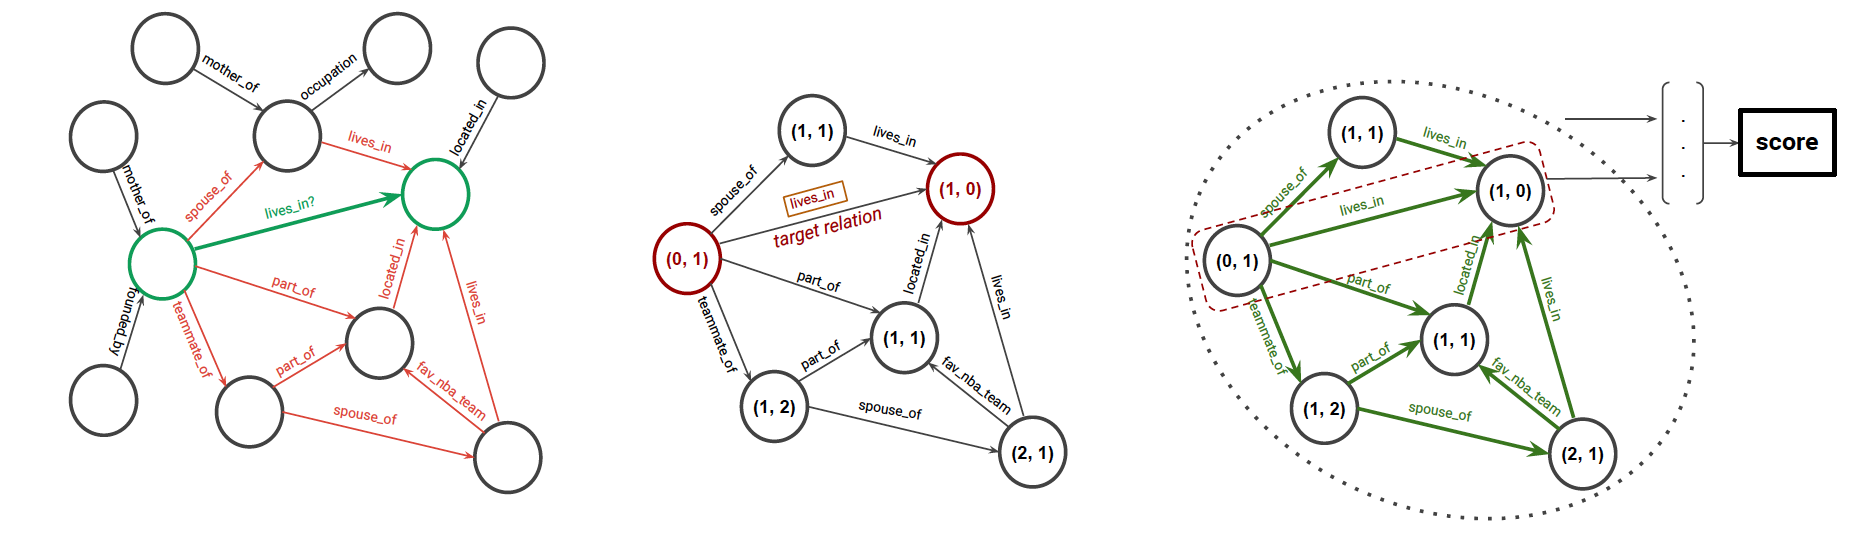 mother_of
occupation
located_in
mother_of
lives_in
spouse_of
lives_in?
founded_by
part_of
located_in
teammate_of
lives_in
part_of
fav_nba_team
spouse_of
(1, 1)
lives_in
spouse_of
lives_in
(1, 0)
target relation
(0, 1)
part_of
located_in
teammate_of
lives_in
(1, 1)
part_of
fav_nba_team
(1, 2)
spouse_of
(2, 1)
(1, 1)
lives_in
spouse_of
lives_in
(1, 0)
(0, 1)
part_of
located_in
teammate_of
lives_in
(1, 1)
part_of
fav_nba_team
(1, 2)
spouse_of
(2, 1)
.
.
.
score